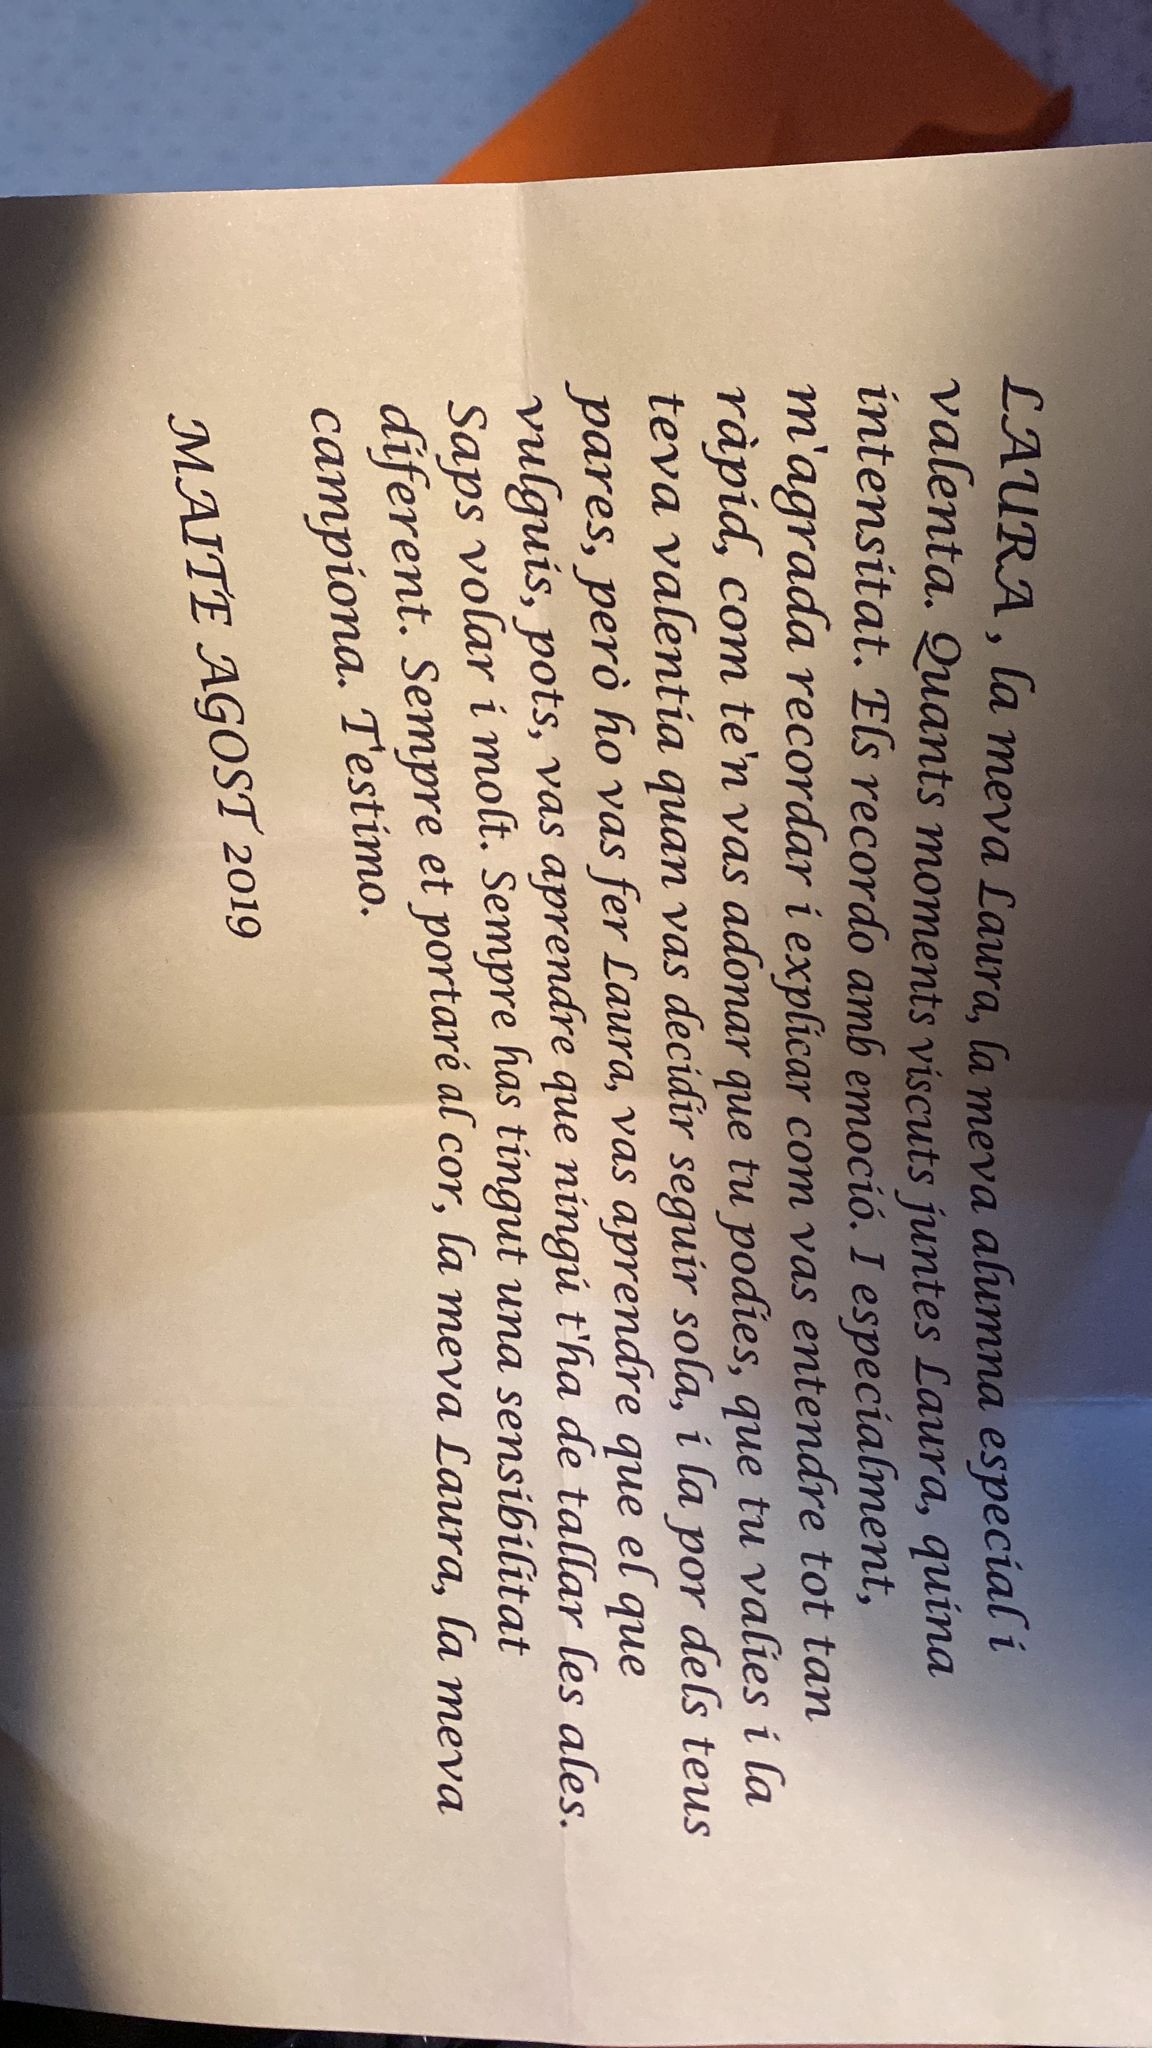 LAURA, la meva Laura, la meva alumna especial i
valenta. Quants moments viscuts juntes Laura, quina
intensitat. Els recordo amb emoció. I especialment,
m'agrada recordar i explicar com vas entendre tot tan
ràpid, com te'n vas adonar que tu podies, que tu valies i la
teva valentia quan vas decidir seguir sola, i la por dels teus
pares, però ho vas fer Laura, vas aprendre que el que
vulguis, pots, vas aprendre que ningú t'ha de tallar les ales.
Saps volar i molt. Sempre has tingut una sensibilitat
diferent. Sempre et portaré al cor, la meva Laura, la meva
campiona. T'estimo.
MAITE AGOST 2019